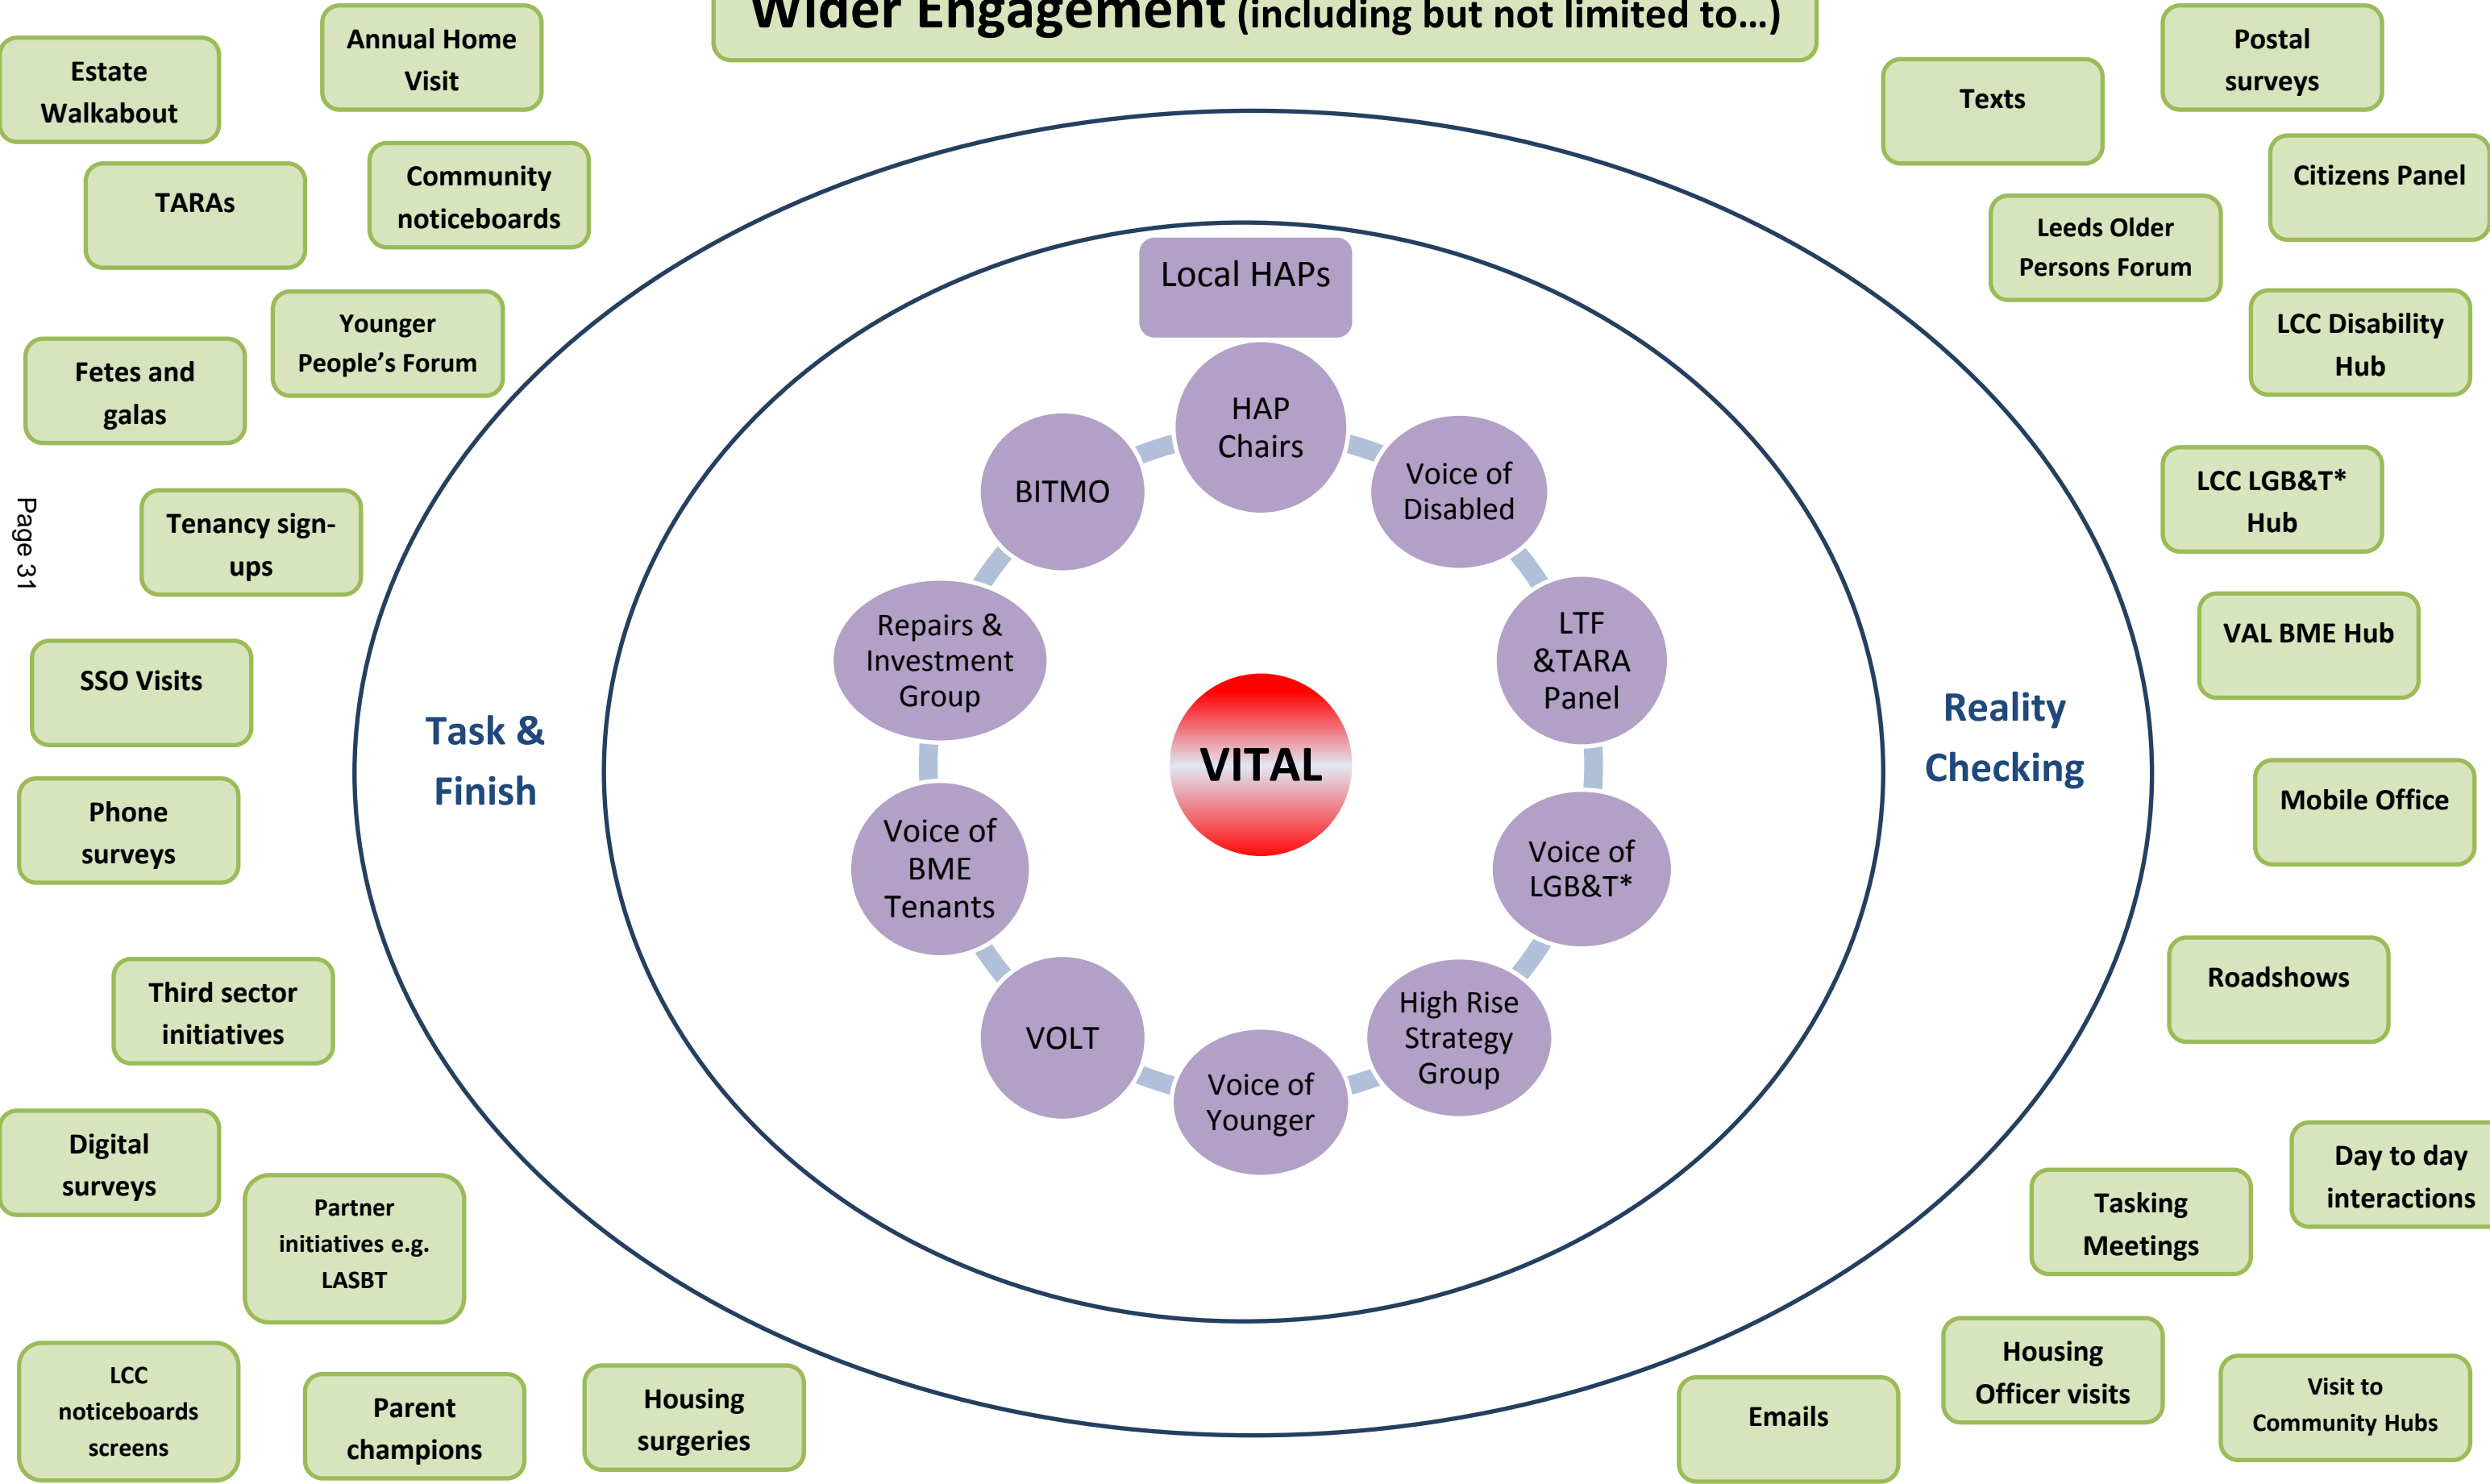 Wider Engagement (including but not limited to...)
Estate
Walkabout
Annual Home
Visit
TARAs
Community
noticeboards
Younger
People’s Forum
Fetes and
galas
Tenancy sign-
ups
Page 31
SSO Visits
Phone
surveys
Third sector
initiatives
Digital
surveys
Partner
initiatives e.g.
LASBT
LCC
noticeboards
screens
Parent
champions
Housing
surgeries
Task &
Finish
Local HAPs
HAP
Chairs
Voice of
Disabled
LTF
&TARA
Panel
Voice of
LGB&T*
High Rise
Strategy
Group
Voice of
Younger
VOLT
Voice of
BME
Tenants
Repairs &
Investment
Group
BITMO
VITAL
Reality
Checking
Texts
Postal
surveys
Citizens Panel
Leeds Older
Persons Forum
LCC Disability
Hub
LCC LGB&T*
Hub
VAL BME Hub
Mobile Office
Roadshows
Day to day
interactions
Tasking
Meetings
Housing
Officer visits
Visit to
Community Hubs
Emails